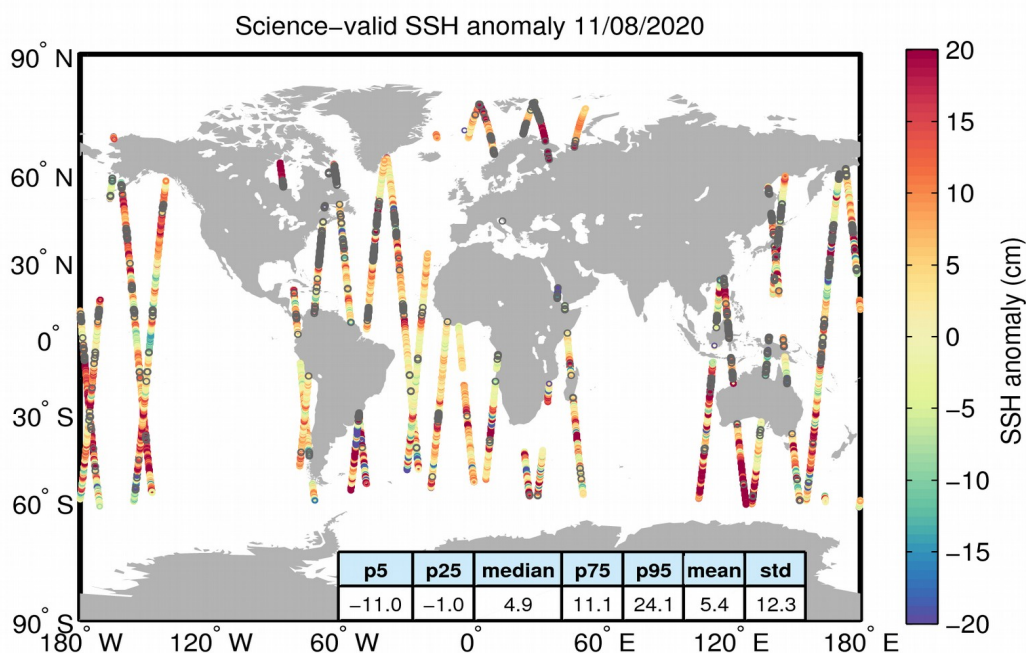 Science−valid SSH anomaly 11/08/2020
90° N
60° N
30° N
0°
30° S
60° S
90° S
180° W
120° W
60° W
0°
60° E
120° E
180° E
p5 p25 median p75 p95 mean std
−11.0 −1.0 4.9 11.1 24.1 5.4 12.3
20
15
10
5
0
−5
−10
−15
−20
SSH anomaly (cm)